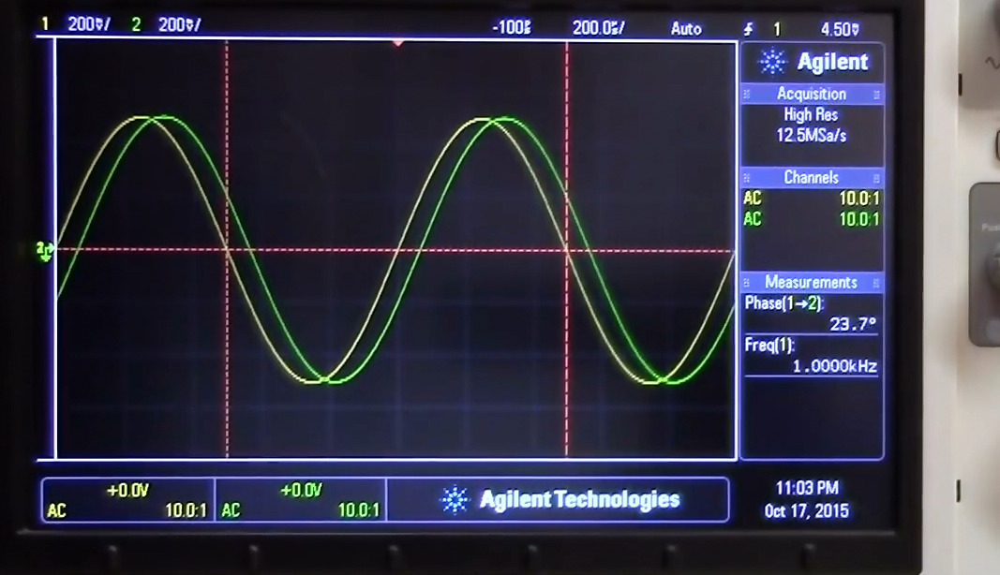 1 200V/ 2 200V/ 200.0s/ Auto 1 4.50V
Agilent
Acquisition
High Res
12.5MSa/s
Channels
AC 10.0:1
AC 10.0:1
Measurements
Phase(1→2):
23.7°
Freq(1):
1.0000kHz
2
+0.0V
AC 10.0:1
+0.0V
AC 10.0:1
Agilent Technologies
11:03 PM
Oct 17, 2015